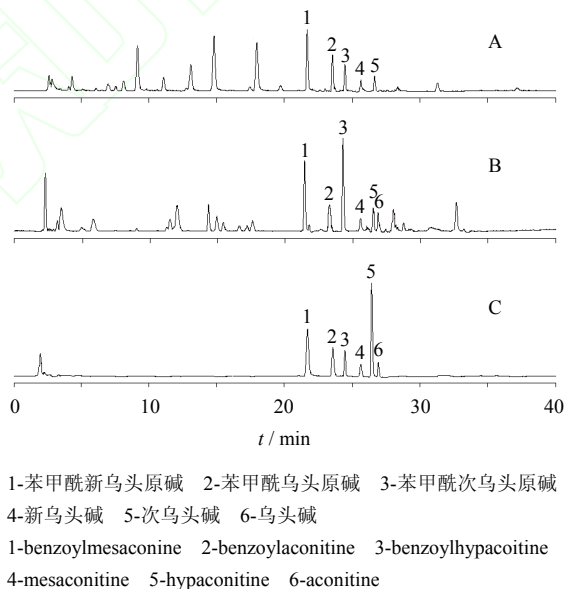 1 2 3 4 5 A
1 2 3 4 5 6 B
1 2 3 4 5 6 C
0 10 20 30 40
t / min
1-苯甲酰新乌头原碱 2-苯甲酰乌头原碱 3-苯甲酰次乌头原碱
4-新乌头碱 5-次乌头碱 6-乌头碱
1-benzoylmesaconine 2-benzoylaconitine 3-benzoylhypacoitine
4-mesaconitine 5-hypaconitine 6-aconitine